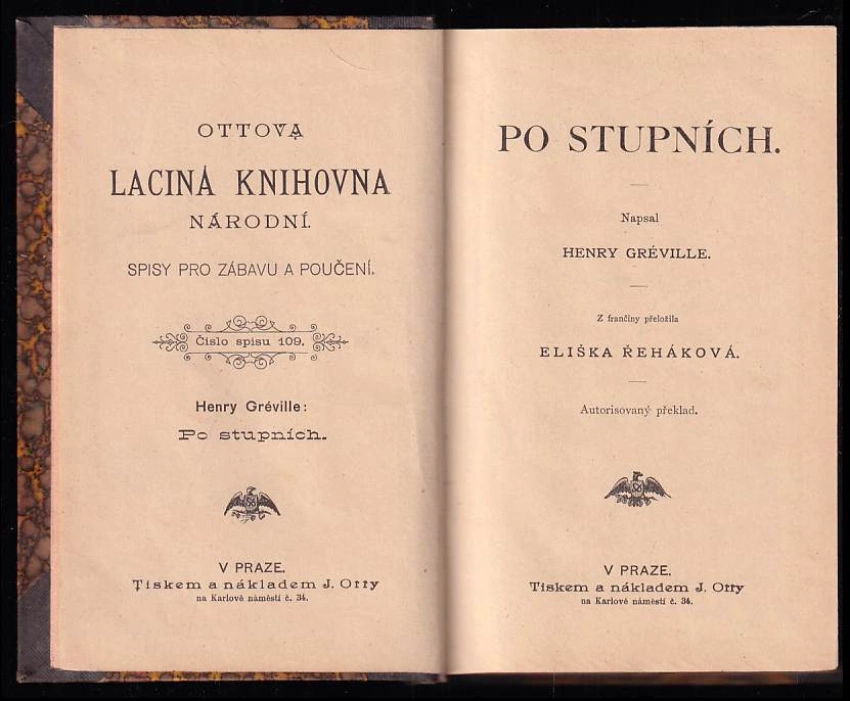 OTTOVA
LACINÁ KNIHOVNA
NÁRODNÍ.
SPISY PRO ZÁBAVU A POUČENÍ.
Číslo spisu 109.
Henry Gréville:
Po stupních.
V PRAZE.
Tiskem a nákladem J. Otty
na Karlově náměstí č. 34.
PO STUPNÍCH.
Napsal
HENRY GRÉVILLE.
Z frančiny přeložila
ELIŠKA ŘEHÁKOVÁ.
Autorisovaný překlad.
V PRAZE.
Tiskem a nákladem J. Otty
na Karlově náměstí č. 34.